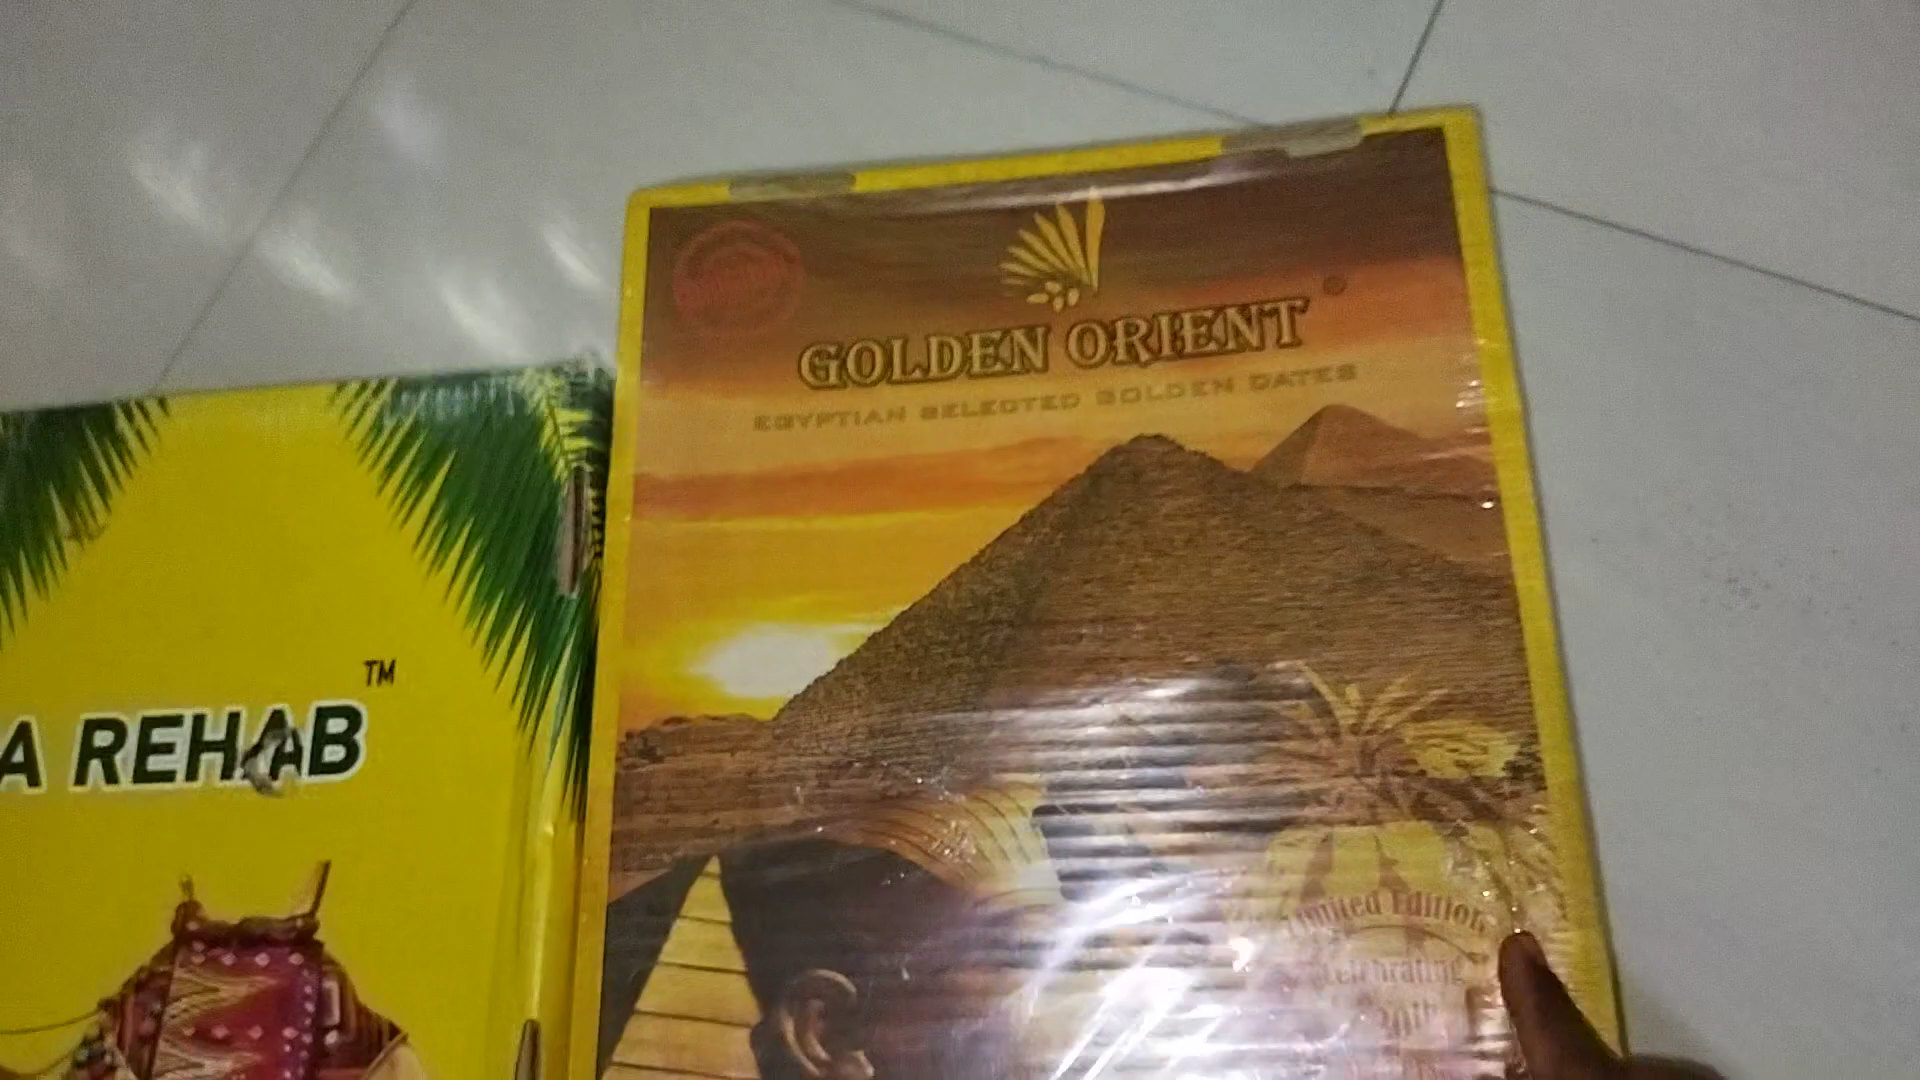 GOLDEN ORIENT ®
EGYPTIAN SELECTED GOLDEN DATES
A REHAB ™
Limited Edition
Celebrating